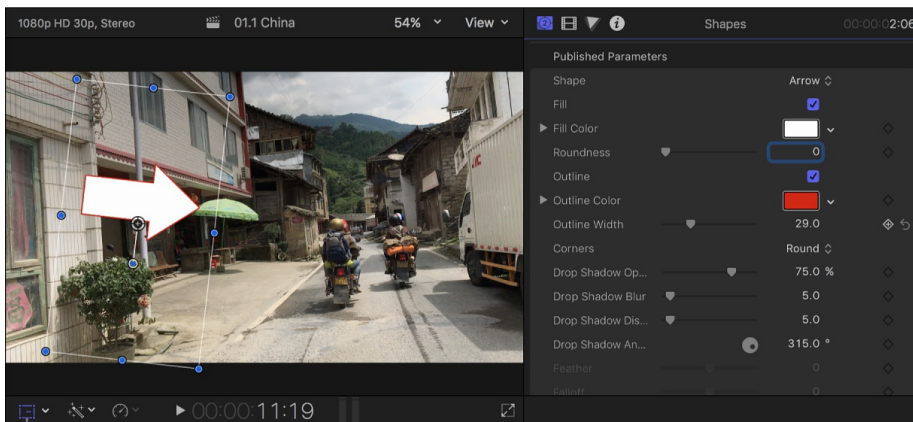 1080p HD 30p, Stereo
01.1 China
54%
View
Shapes
00:00:02:06
Published Parameters
Shape
Arrow
Fill
Fill Color
Roundness
0
Outline
Outline Color
Outline Width
29.0
Corners
Round
Drop Shadow Op...
75.0 %
Drop Shadow Blur
5.0
Drop Shadow Dis...
5.0
Drop Shadow An...
315.0 °
Feather
0
Falloff
0
00:00:11:19